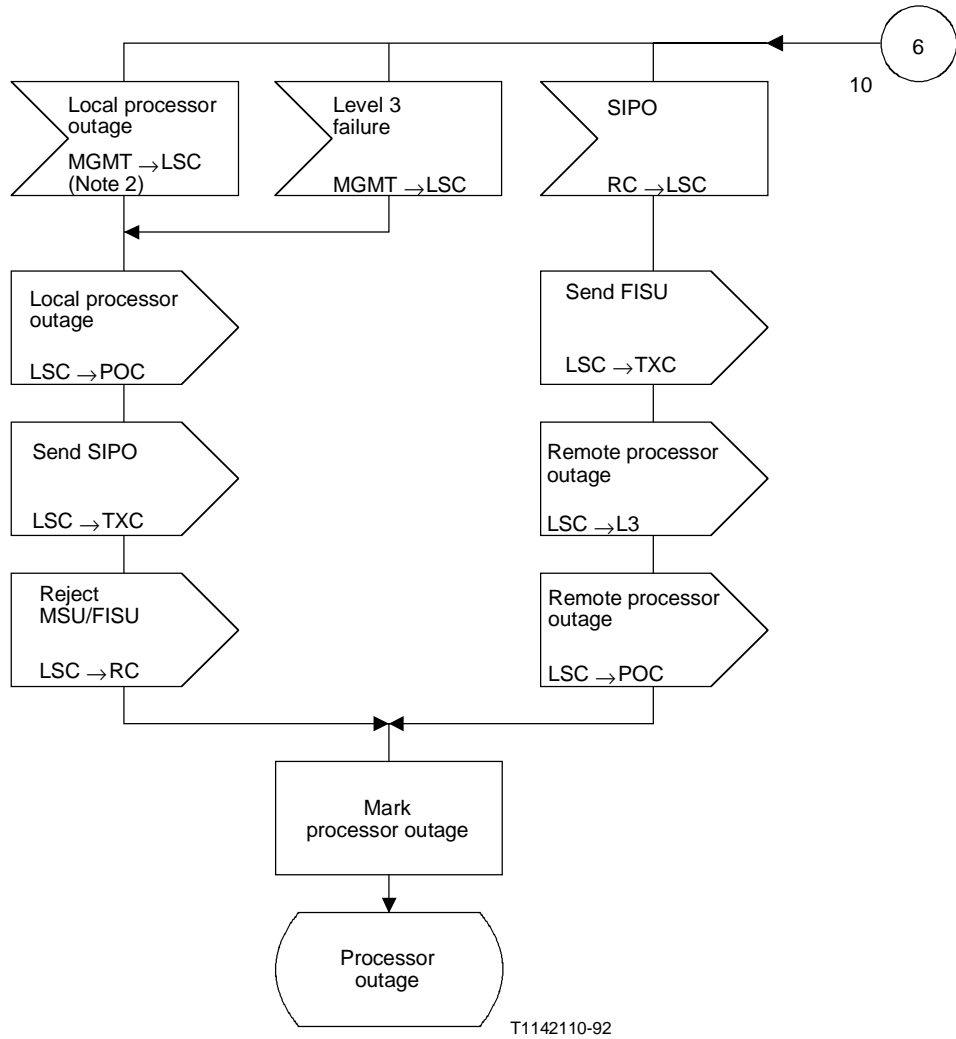 6
10
Local processor
outage
MGMT → LSC
(Note 2)
Level 3
failure
MGMT → LSC
SIPO
RC → LSC
Local processor
outage
LSC → POC
Send FISU
LSC → TXC
Send SIPO
LSC → TXC
Remote processor
outage
LSC → L3
Reject
MSU/FISU
LSC → RC
Remote processor
outage
LSC → POC
Mark
processor outage
Processor
outage
T1142110-92